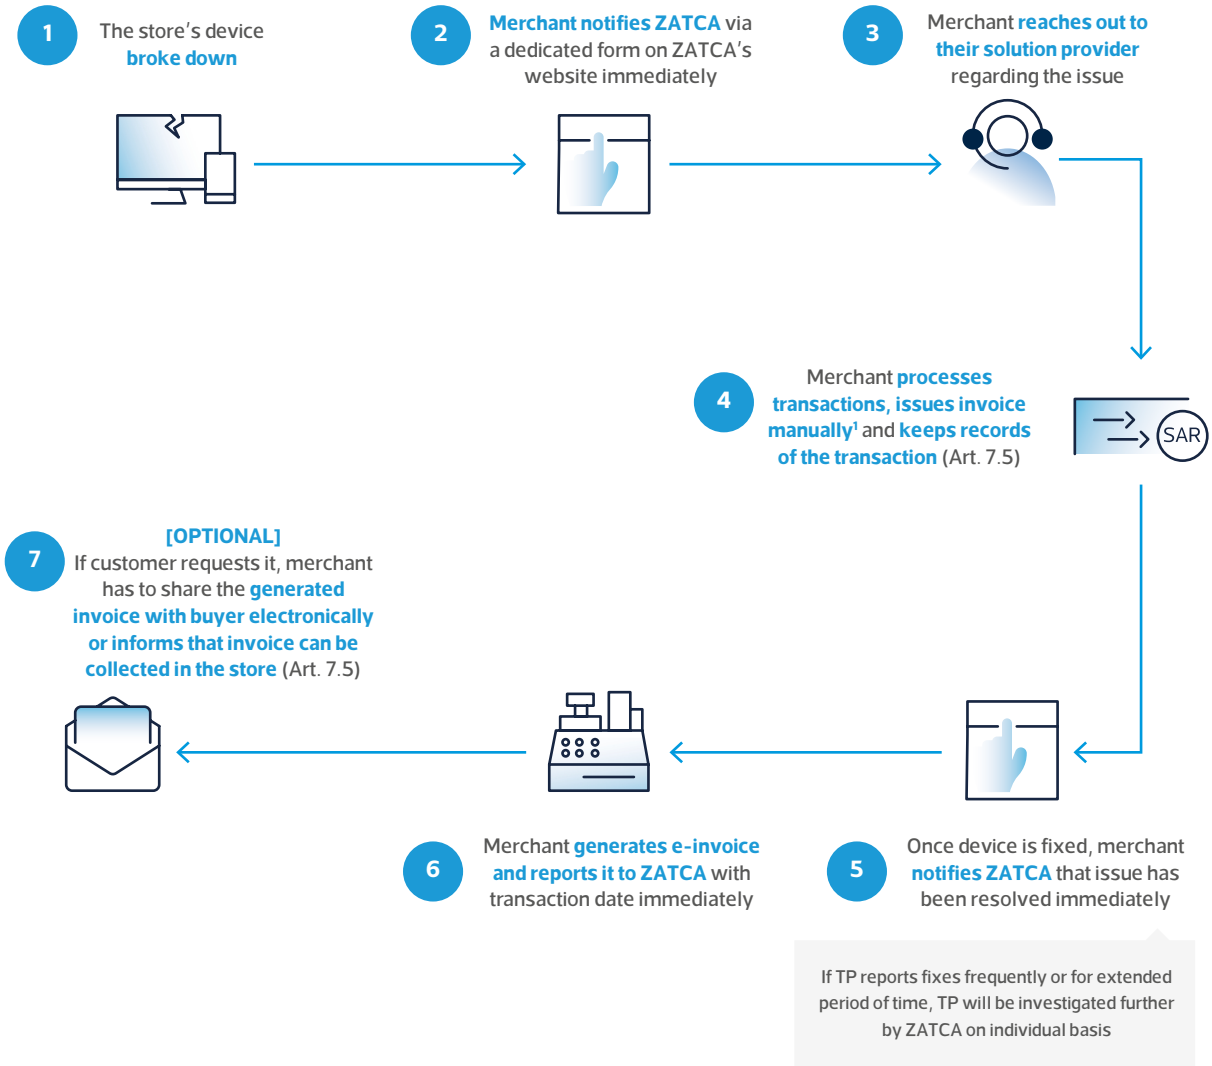 1
The store's device
broke down
2
Merchant notifies ZATCA via
a dedicated form on ZATCA's
website immediately
3
Merchant reaches out to
their solution provider
regarding the issue
4
Merchant processes
transactions, issues invoice
manually¹ and keeps records
of the transaction (Art. 7.5)
SAR
5
Once device is fixed, merchant
notifies ZATCA that issue has
been resolved immediately
If TP reports fixes frequently or for extended
period of time, TP will be investigated further
by ZATCA on individual basis
6
Merchant generates e-invoice
and reports it to ZATCA with
transaction date immediately
7
[OPTIONAL]
If customer requests it, merchant
has to share the generated
invoice with buyer electronically
or informs that invoice can be
collected in the store (Art. 7.5)